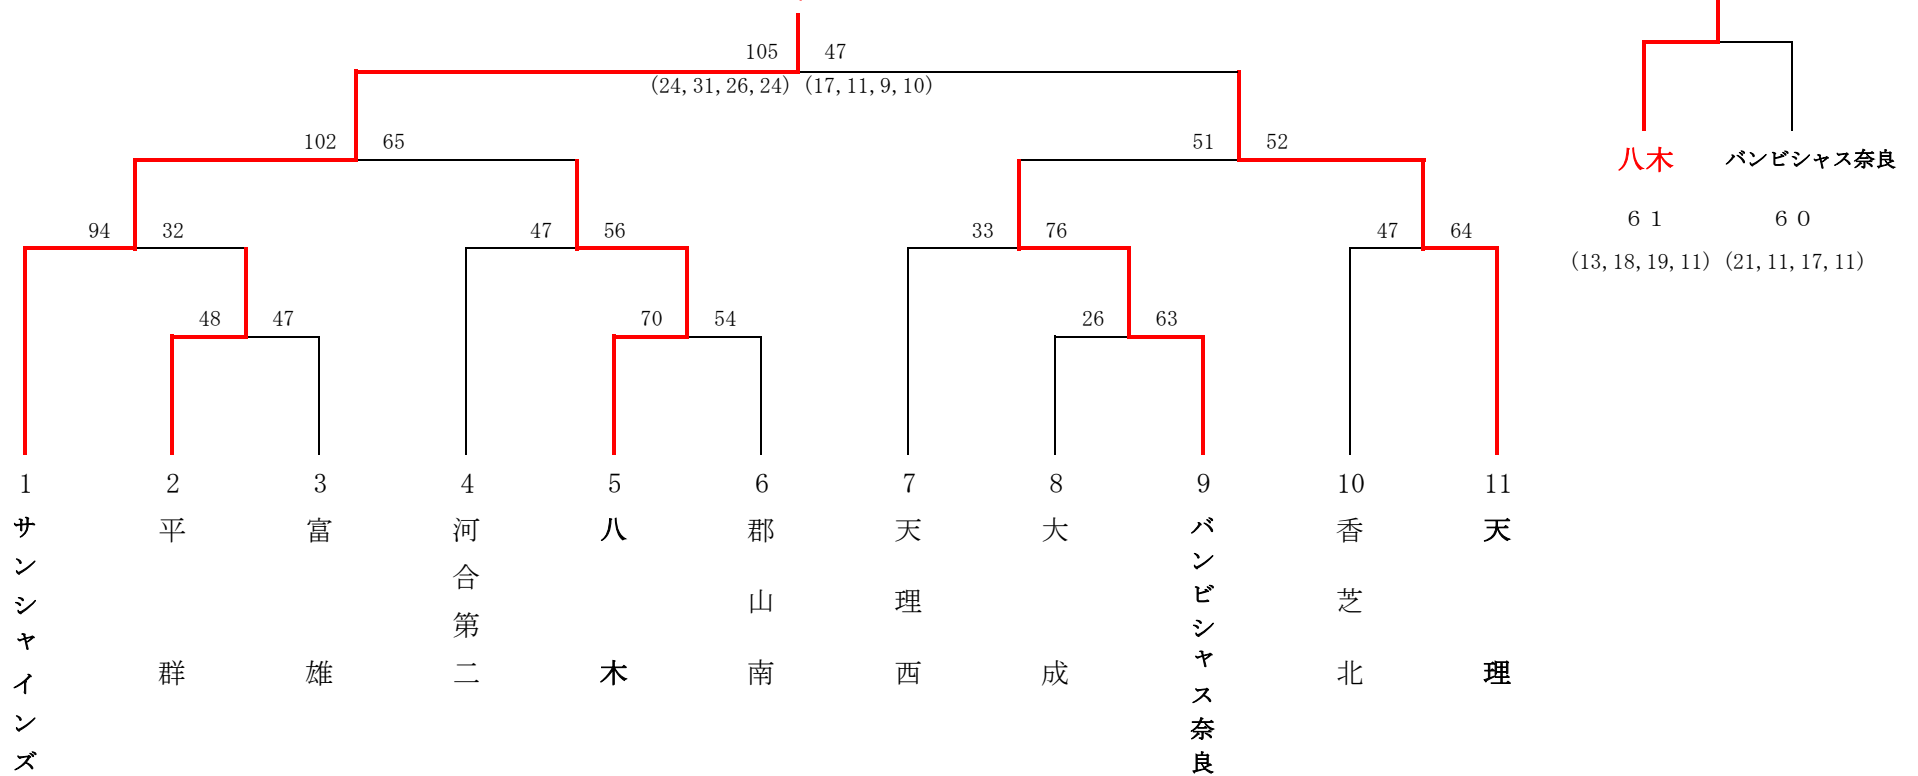 105 47
(24,31,26,24) (17,11,9,10)
102 65
51 52
八木 バンビシャス奈良
94 32
47 56
33 76
47 64
６１ ６０
(13,18,19,11) (21,11,17,11)
48 47
70 54
26 63
1 2 3 4 5 6 7 8 9 10 11
サンシャインズ
平群
富雄
河合第二
八木
郡山南
天理西
大成
バンビシャス奈良
香芝北
天理